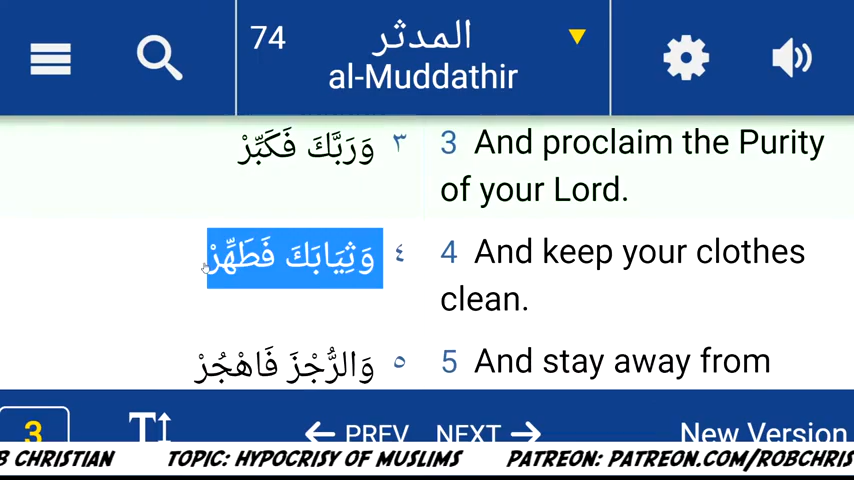 74
المدثر
al-Muddathir
وَرَبَّكَ فَكَبِّرْ ٣
3 And proclaim the Purity
of your Lord.
وَثِيَابَكَ فَطَهِّرْ ٤
4 And keep your clothes
clean.
وَالرُّجْزَ فَاهْجُرْ ٥
5 And stay away from
3
T
← PREV NEXT →
New Version
B CHRISTIAN TOPIC: HYPOCRISY OF MUSLIMS PATREON: PATREON.COM/ROBCHRIS